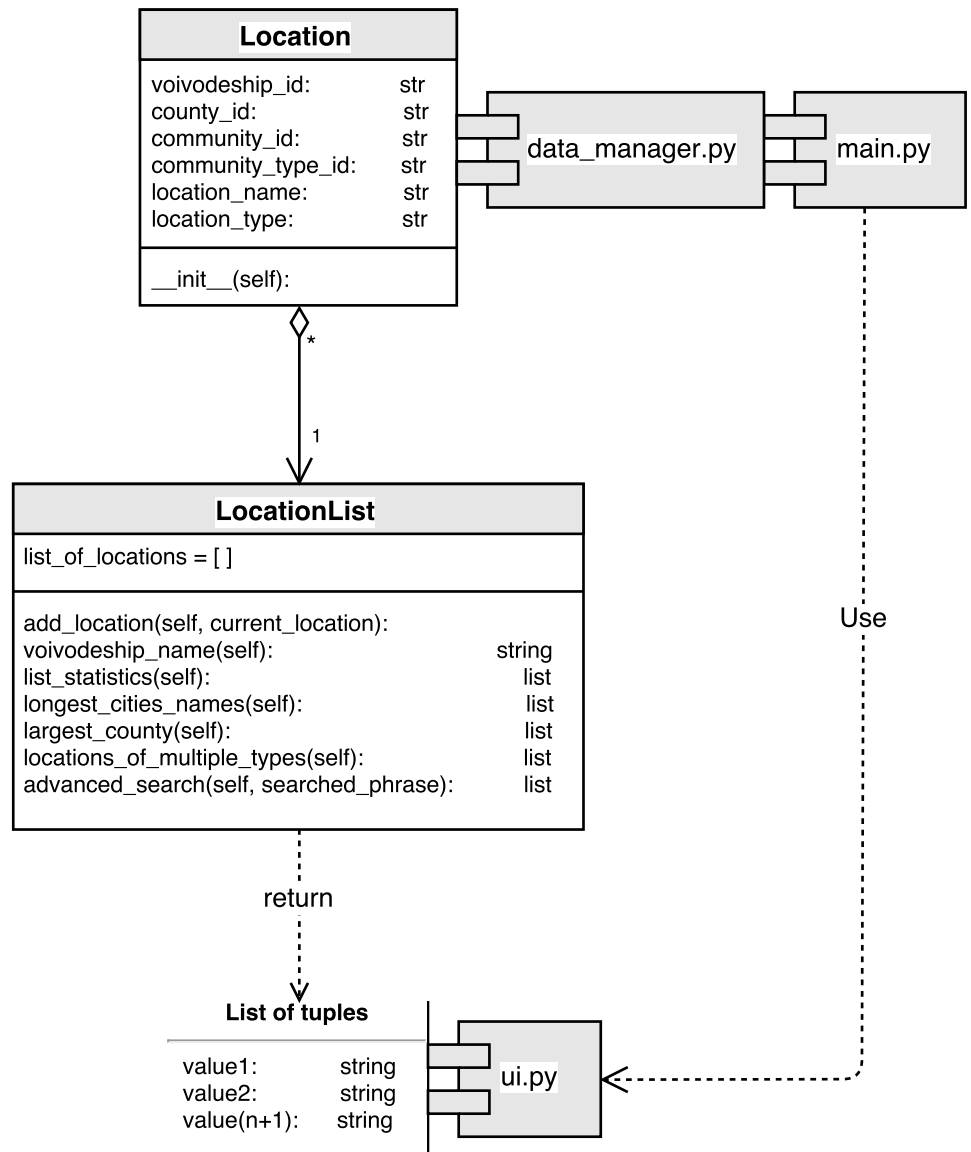 Location
voivodeship_id: str
county_id: str
community_id: str
community_type_id: str
location_name: str
location_type: str
__init__(self):
data_manager.py
main.py
*
1
LocationList
list_of_locations = [ ]
add_location(self, current_location):
voivodeship_name(self): string
list_statistics(self): list
longest_cities_names(self): list
largest_county(self): list
locations_of_multiple_types(self): list
advanced_search(self, searched_phrase): list
Use
return
List of tuples
value1: string
value2: string
value(n+1): string
ui.py